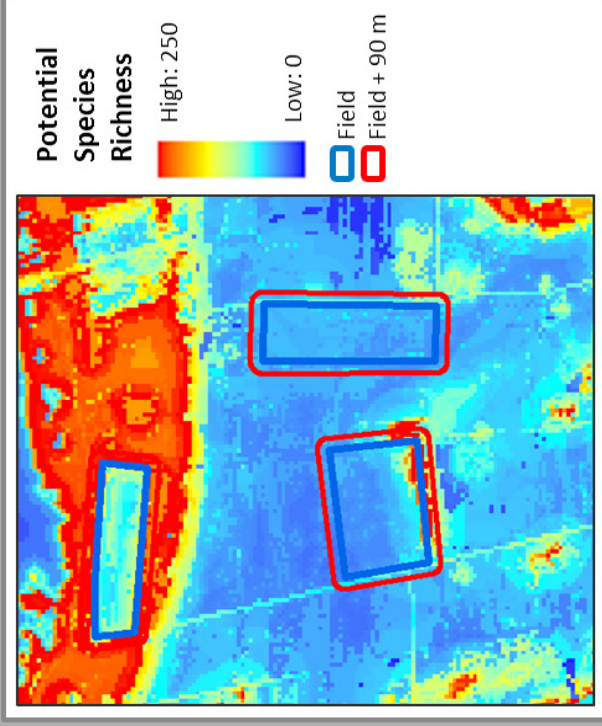 Potential
Species
Richness
High: 250
Low: 0
Field
Field + 90 m